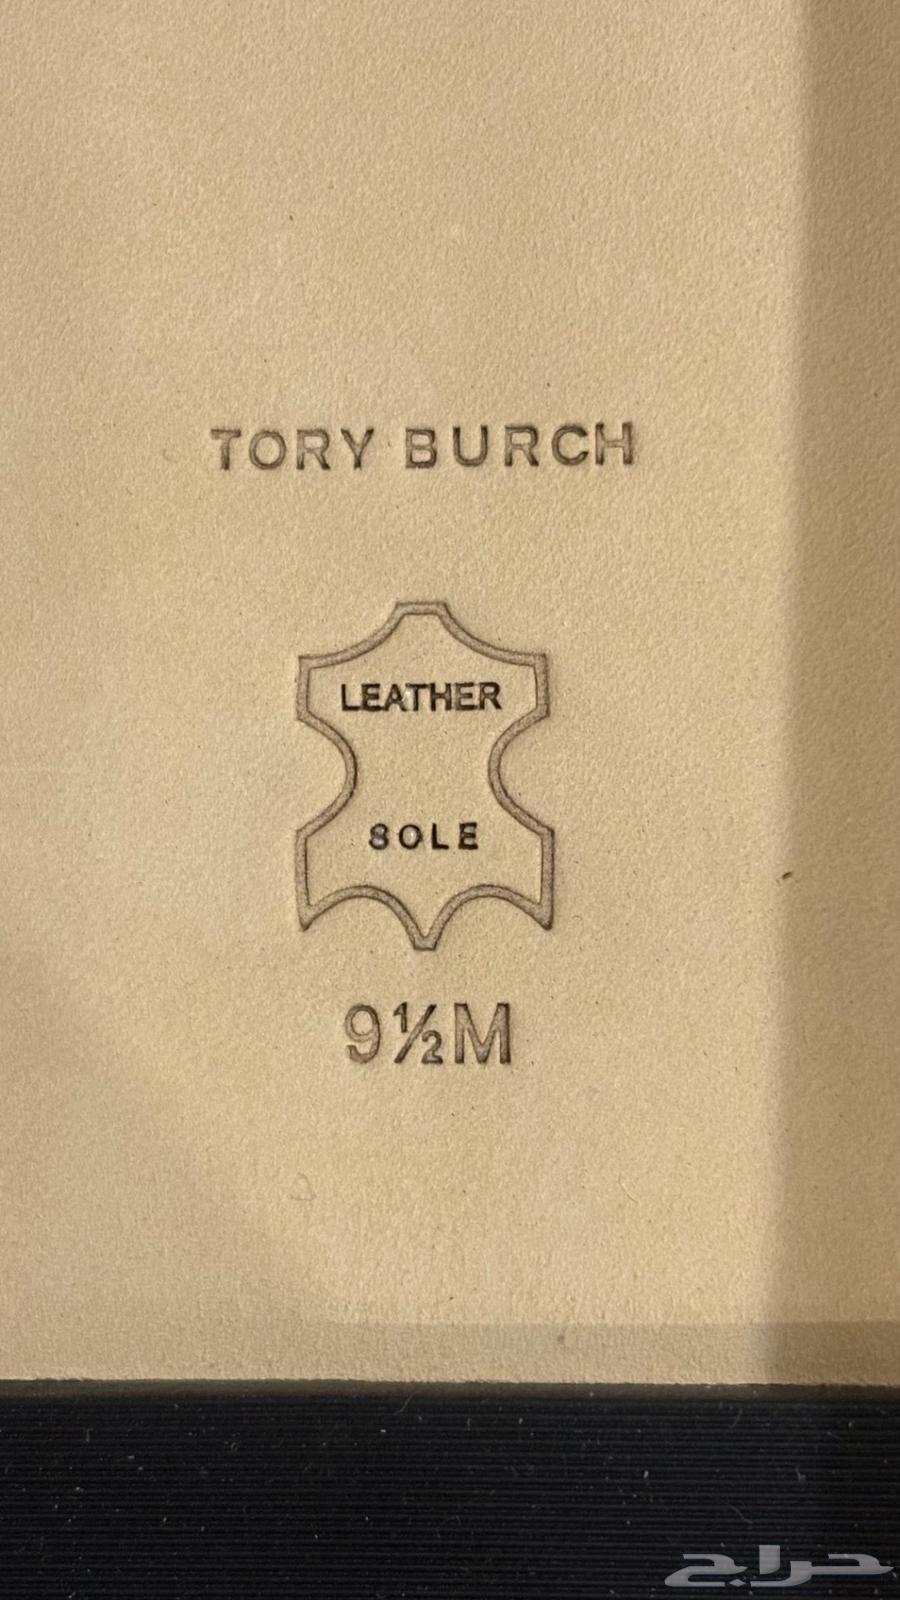 TORY BURCH
LEATHER
SOLE
9½M
حراج